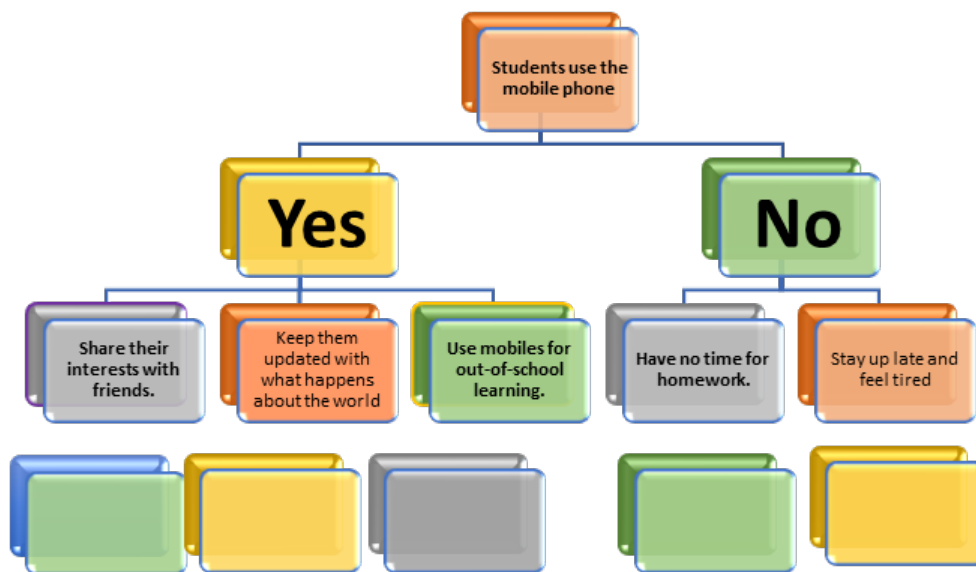 Students use the
mobile phone
Yes
No
Share their
interests with
friends.
Keep them
updated with
what happens
about the world
Use mobiles for
out-of-school
learning.
Have no time for
homework.
Stay up late and
feel tired